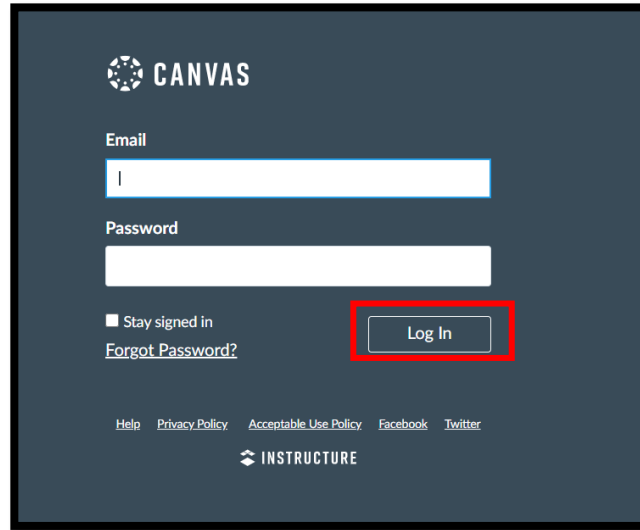 CANVAS
Email
Password
Stay signed in
Log In
Forgot Password?
Help Privacy Policy Acceptable Use Policy Facebook Twitter
INSTRUCTURE